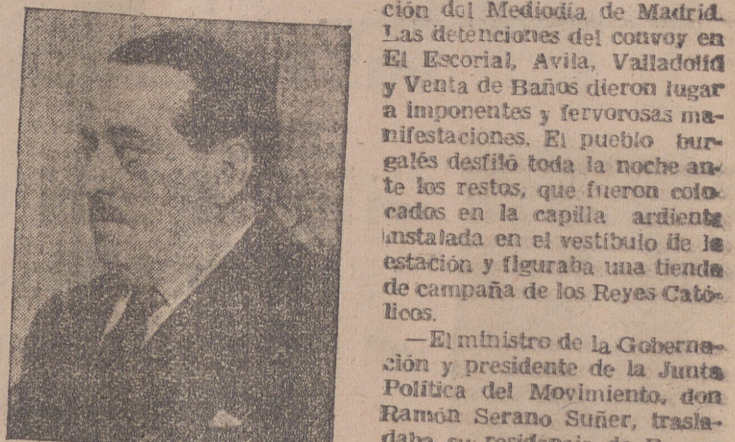 ción del Mediodía de Madrid.
Las detenciones del convoy en
El Escorial, Avila, Valladolid
y Venta de Baños dieron lugar
a imponentes y fervorosas ma-
nifestaciones. El pueblo bur-
galés desfiló toda la noche an-
te los restos, que fueron colo-
cados en la capilla ardiente
instalada en el vestíbulo de la
estación y figuraba una tienda
de campaña de los Reyes Cató-
licos.
—El ministro de la Goberna-
ción y presidente de la Junta
Política del Movimiento, don
Ramón Serano Suñer, trasla-
daba su residencia